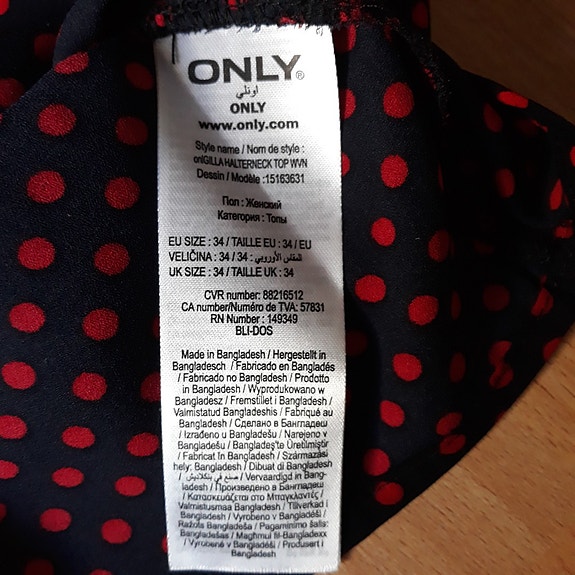 ONLY®
اونلي
ONLY
www.only.com
Style name / Nom de style :
onlGILLA HALTERNECK TOP WVN
Dessin / Modèle :15163631
Пол : Женский
Категория : Топы
EU SIZE : 34 / TAILLE EU : 34 / EU
VELIČINA : 34 / 34 : المقاس الأوروبي
UK SIZE : 34 / TAILLE UK : 34
CVR number: 88216512
CA number/Numéro de TVA: 57831
RN Number : 149349
BLI-DOS
Made in Bangladesh / Hergestellt in
Bangladesch / Fabricado en Bangladés
/ Fabricado no Bangladesh / Prodotto
in Bangladesh / Wyprodukowano w
Bangladesz / Fremstillet i Bangladesh /
Valmistatud Bangladeshis / Fabriqué au
Bangladesh / Сделано в Бангладеш
/ Izrađeno u Bangladešu / Narejeno v
Bangladešu / Bangladeş'te Üretilmiştir
/ Fabricat în Bangladesh / Származási
hely: Bangladesh / Dibuat di Bangladesh
/ صنع في بنگلاديش / Vervaardigd in Bang-
ladesh / Произведено в Бангладеш
/ Κατασκευάζεται στο Μπαγκλαντές /
Valmistusmaa Bangladesh / Tillverkad i
Bangladesh / Vyrobeno v Bangladéši /
Ražots Bangladeša / Pagaminimo šalis:
Bangladešas / Magħmul fil-Bangladexx
/ Vyrobené v Bangladéši / Produsert i
Bangladesh